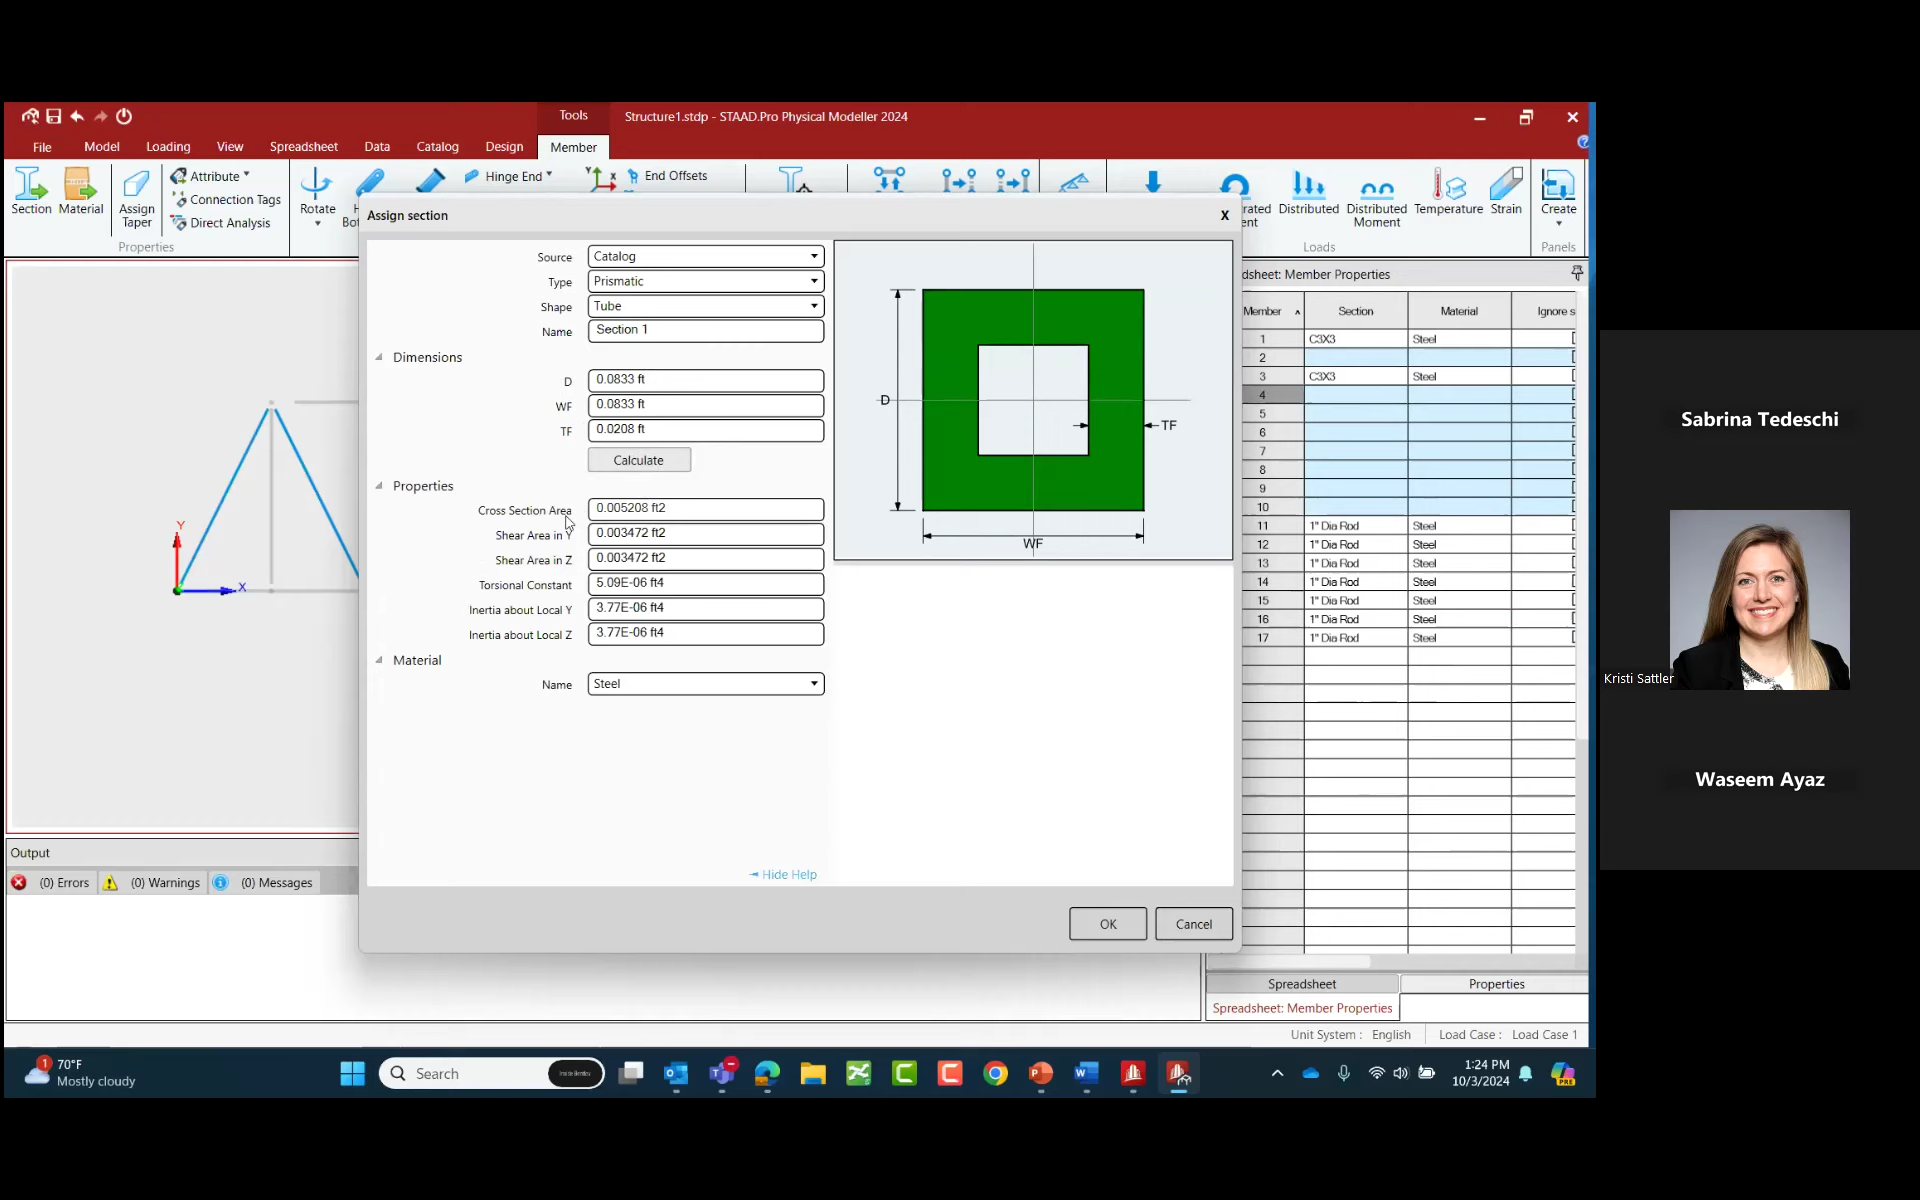 Tools
Structure1.stdp - STAAD.Pro Physical Modeller 2024
File
Model
Loading
View
Spreadsheet
Data
Catalog
Design
Member
Section
Material
Assign
Taper
Attribute
Connection Tags
Direct Analysis
Properties
Rotate
Hinge End
Y
X
End Offsets
Distributed
Distributed
Moment
Temperature
Strain
Loads
Create
Panels
Assign section
X
Source
Catalog
Type
Prismatic
Shape
Tube
Name
Section 1
Dimensions
D
0.0833 ft
WF
0.0833 ft
TF
0.0208 ft
Calculate
Properties
Cross Section Area
0.005208 ft2
Shear Area in Y
0.003472 ft2
Shear Area in Z
0.003472 ft2
Torsional Constant
5.09E-06 ft4
Inertia about Local Y
3.77E-06 ft4
Inertia about Local Z
3.77E-06 ft4
Material
Name
Steel
Hide Help
OK
Cancel
D
TF
WF
Y
X
dsheet: Member Properties
Member
Section
Material
Ignore s
1 C3X3 Steel
2
3 C3X3 Steel
4
5
6
7
8
9
10
11 1" Dia Rod Steel
12 1" Dia Rod Steel
13 1" Dia Rod Steel
14 1" Dia Rod Steel
15 1" Dia Rod Steel
16 1" Dia Rod Steel
17 1" Dia Rod Steel
Output
(0) Errors
(0) Warnings
(0) Messages
Spreadsheet
Properties
Spreadsheet: Member Properties
Unit System : English
Load Case : Load Case 1
1
70°F
Mostly cloudy
Search
1:24 PM
10/3/2024
PRE
Sabrina Tedeschi
Kristi Sattler
Waseem Ayaz